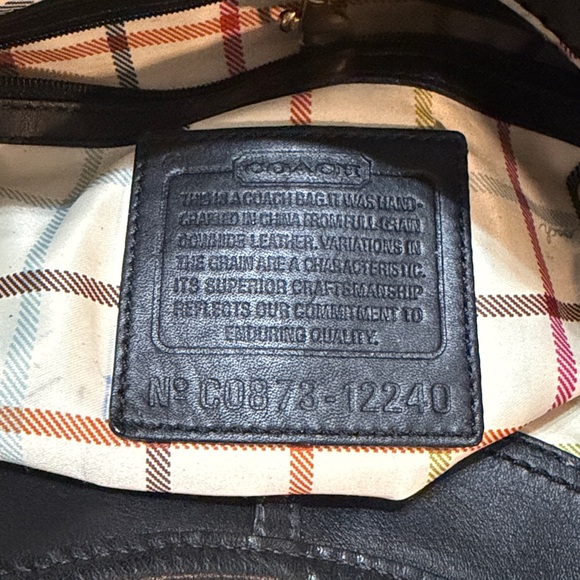 COACH
THIS IS A COACH BAG. IT WAS HAND-
CRAFTED IN CHINA FROM FULL GRAIN
COWHIDE LEATHER. VARIATIONS IN
THE GRAIN ARE A CHARACTERISTIC.
ITS SUPERIOR CRAFTSMANSHIP
REFLECTS OUR COMMITMENT TO
ENDURING QUALITY.
Nº C0873-12240